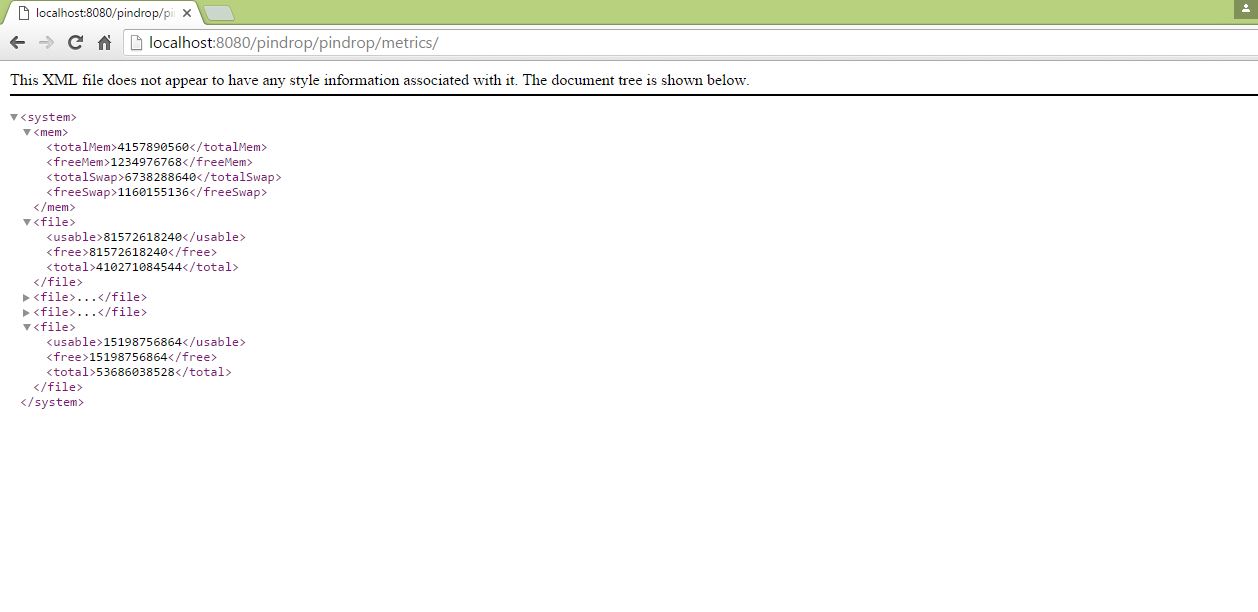 localhost:8080/pindrop/pi
localhost:8080/pindrop/pindrop/metrics/
This XML file does not appear to have any style information associated with it. The document tree is shown below.
<system>
<mem>
<totalMem>4157890560</totalMem>
<freeMem>1234976768</freeMem>
<totalSwap>6738288640</totalSwap>
<freeSwap>1160155136</freeSwap>
</mem>
<file>
<usable>81572618240</usable>
<free>81572618240</free>
<total>410271084544</total>
</file>
<file>...</file>
<file>...</file>
<file>
<usable>15198756864</usable>
<free>15198756864</free>
<total>53686038528</total>
</file>
</system>